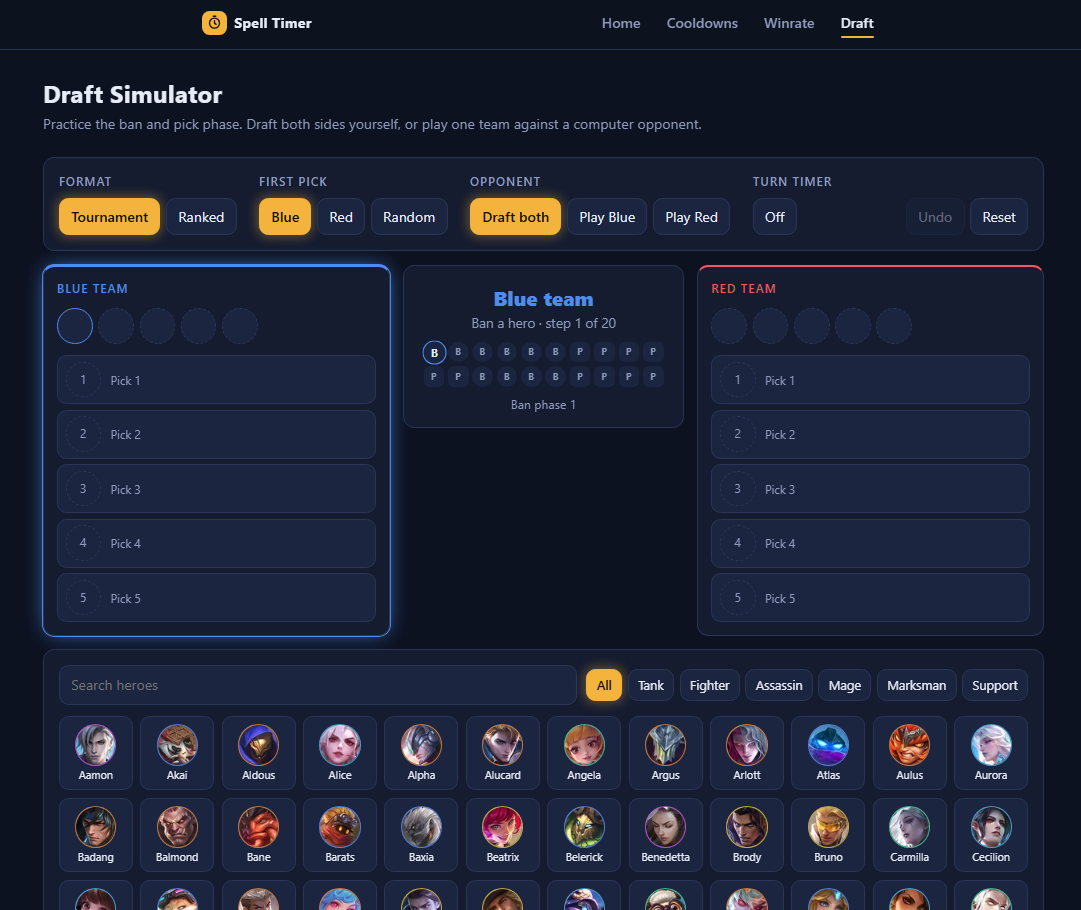 Spell Timer Home Cooldowns Winrate Draft
Draft Simulator
Practice the ban and pick phase. Draft both sides yourself, or play one team against a computer opponent.
FORMAT FIRST PICK OPPONENT TURN TIMER
Tournament Ranked Blue Red Random Draft both Play Blue Play Red Off Undo Reset
BLUE TEAM
Blue team
Ban a hero · step 1 of 20
B B B B B B P P P P
P P B B B B P P P P
Ban phase 1
1 Pick 1
2 Pick 2
3 Pick 3
4 Pick 4
5 Pick 5
RED TEAM
1 Pick 1
2 Pick 2
3 Pick 3
4 Pick 4
5 Pick 5
Search heroes All Tank Fighter Assassin Mage Marksman Support
Aamon Akai Aldous Alice Alpha Alucard Angela Argus Arlott Atlas Aulus Aurora
Badang Balmond Bane Barats Baxia Beatrix Belerick Benedetta Brody Bruno Carmilla Cecilion